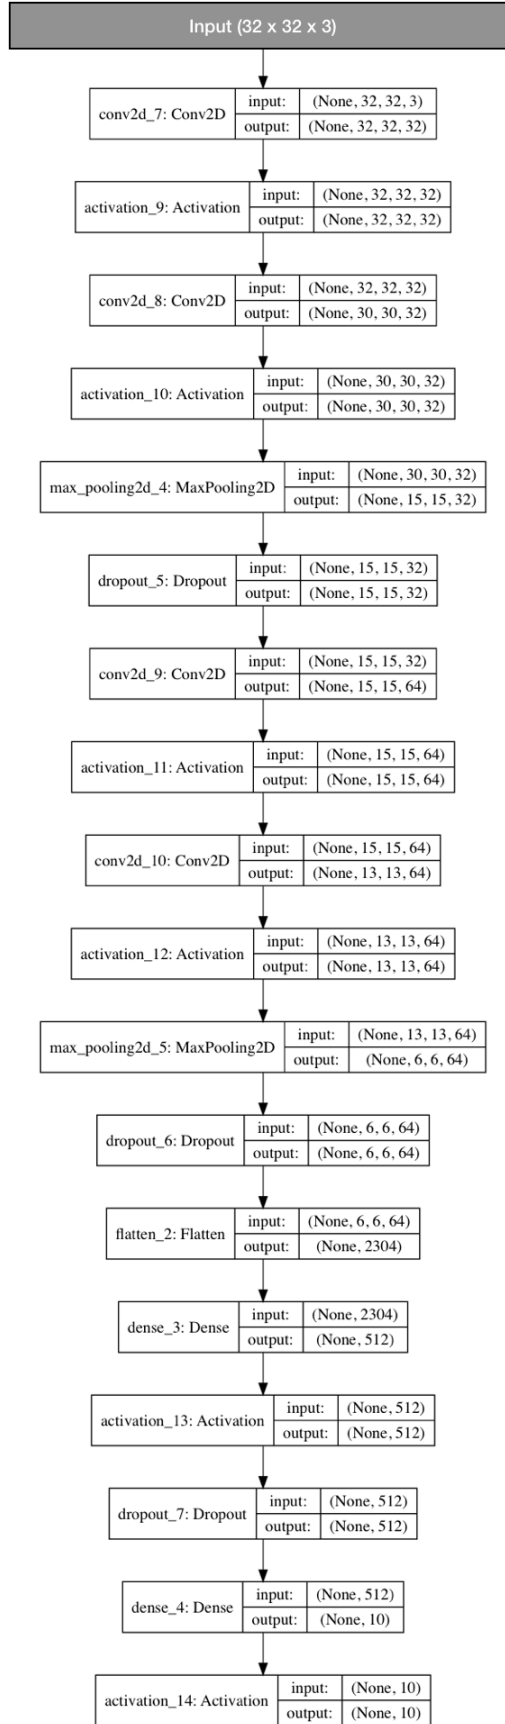 Input (32 x 32 x 3)
conv2d_7: Conv2D input: (None, 32, 32, 3)
output: (None, 32, 32, 32)
activation_9: Activation input: (None, 32, 32, 32)
output: (None, 32, 32, 32)
conv2d_8: Conv2D input: (None, 32, 32, 32)
output: (None, 30, 30, 32)
activation_10: Activation input: (None, 30, 30, 32)
output: (None, 30, 30, 32)
max_pooling2d_4: MaxPooling2D input: (None, 30, 30, 32)
output: (None, 15, 15, 32)
dropout_5: Dropout input: (None, 15, 15, 32)
output: (None, 15, 15, 32)
conv2d_9: Conv2D input: (None, 15, 15, 32)
output: (None, 15, 15, 64)
activation_11: Activation input: (None, 15, 15, 64)
output: (None, 15, 15, 64)
conv2d_10: Conv2D input: (None, 15, 15, 64)
output: (None, 13, 13, 64)
activation_12: Activation input: (None, 13, 13, 64)
output: (None, 13, 13, 64)
max_pooling2d_5: MaxPooling2D input: (None, 13, 13, 64)
output: (None, 6, 6, 64)
dropout_6: Dropout input: (None, 6, 6, 64)
output: (None, 6, 6, 64)
flatten_2: Flatten input: (None, 6, 6, 64)
output: (None, 2304)
dense_3: Dense input: (None, 2304)
output: (None, 512)
activation_13: Activation input: (None, 512)
output: (None, 512)
dropout_7: Dropout input: (None, 512)
output: (None, 512)
dense_4: Dense input: (None, 512)
output: (None, 10)
activation_14: Activation input: (None, 10)
output: (None, 10)